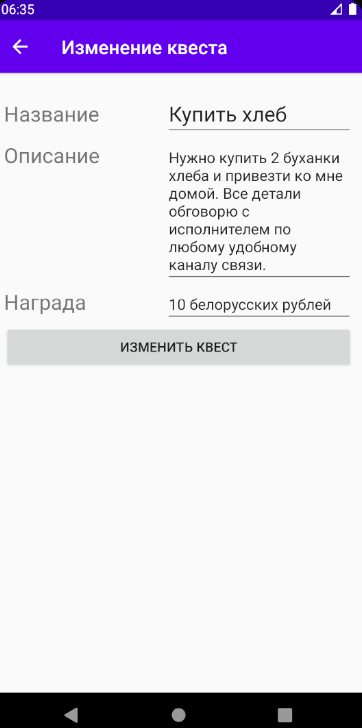 06:35
Изменение квеста
Название
Купить хлеб
Описание
Нужно купить 2 буханки
хлеба и привезти ко мне
домой. Все детали
обговорю с
исполнителем по
любому удобному
каналу связи.
Награда
10 белорусских рублей
ИЗМЕНИТЬ КВЕСТ